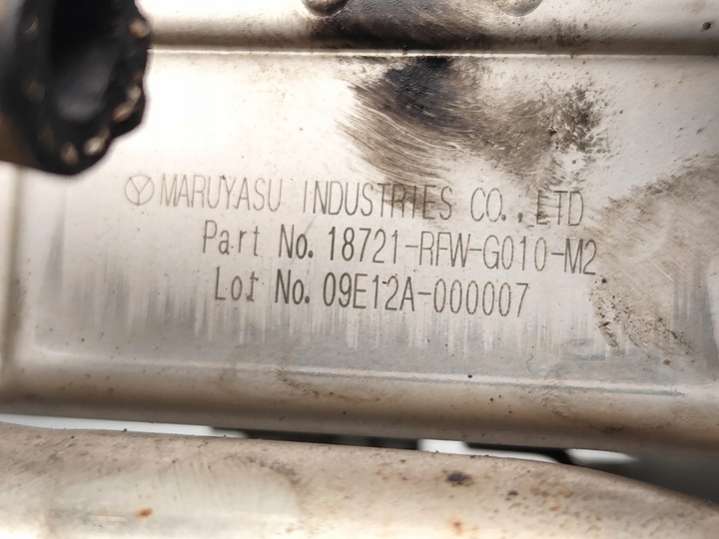 MARUYASU INDUSTRIES CO., LTD
Part No. 18721-RFW-G010-M2
Lot No. 09E12A-000007